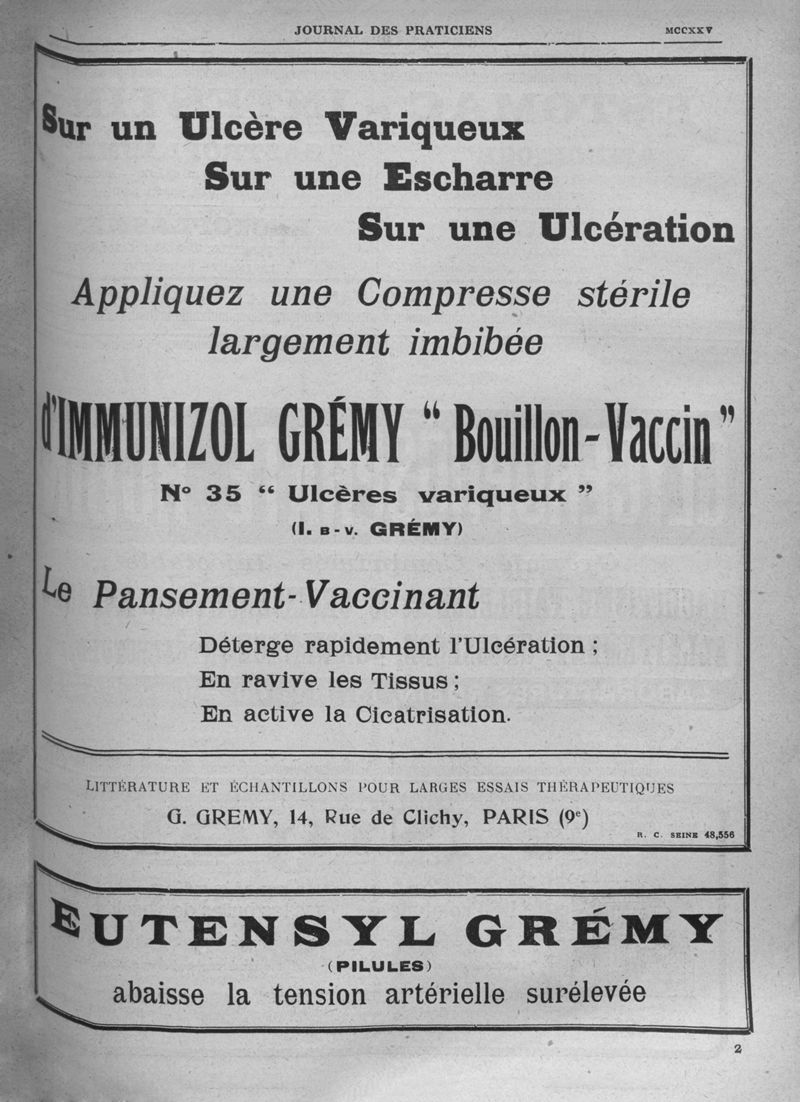 JOURNAL DES PRATICIENS MCCXXV
Sur un Ulcère Variqueux
Sur une Escharre
Sur une Ulcération
Appliquez une Compresse stérile
largement imbibée
d'IMMUNIZOL GRÉMY “ Bouillon-Vaccin ”
No 35 “ Ulcères variqueux ”
(I. B-V. GRÉMY)
Le Pansement-Vaccinant
Déterge rapidement l'Ulcération ;
En ravive les Tissus ;
En active la Cicatrisation.
LITTÉRATURE ET ÉCHANTILLONS POUR LARGES ESSAIS THÉRAPEUTIQUES
G. GREMY, 14, Rue de Clichy, PARIS (9e)
R. C. SEINE 48,556
EUTENSYL GRÉMY
(PILULES)
abaisse la tension artérielle surélevée
2